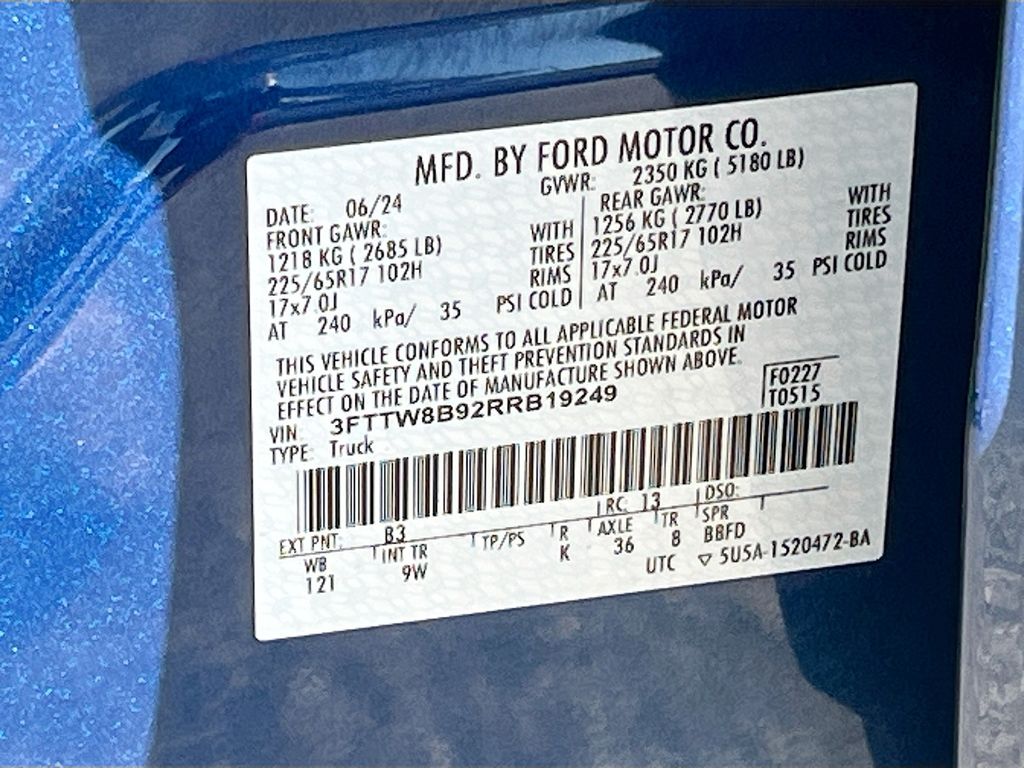 MFD. BY FORD MOTOR CO.
DATE: 06/24 GVWR: 2350 KG ( 5180 LB)
FRONT GAWR: REAR GAWR:
1218 KG ( 2685 LB) WITH 1256 KG ( 2770 LB) WITH
225/65R17 102H TIRES 225/65R17 102H TIRES
17x7.0J RIMS 17x7.0J RIMS
AT 240 kPa/ 35 PSI COLD AT 240 kPa/ 35 PSI COLD
THIS VEHICLE CONFORMS TO ALL APPLICABLE FEDERAL MOTOR
VEHICLE SAFETY AND THEFT PREVENTION STANDARDS IN
EFFECT ON THE DATE OF MANUFACTURE SHOWN ABOVE.
VIN: 3FTTW8B92RRB19249 F0227
TYPE: Truck T0515
EXT PNT: B3 RC: 13 DSO:
WB INT TR TP/PS R AXLE TR SPR
121 9W K 36 8 BBFD
UTC ▽ 5U5A-1520472-BA